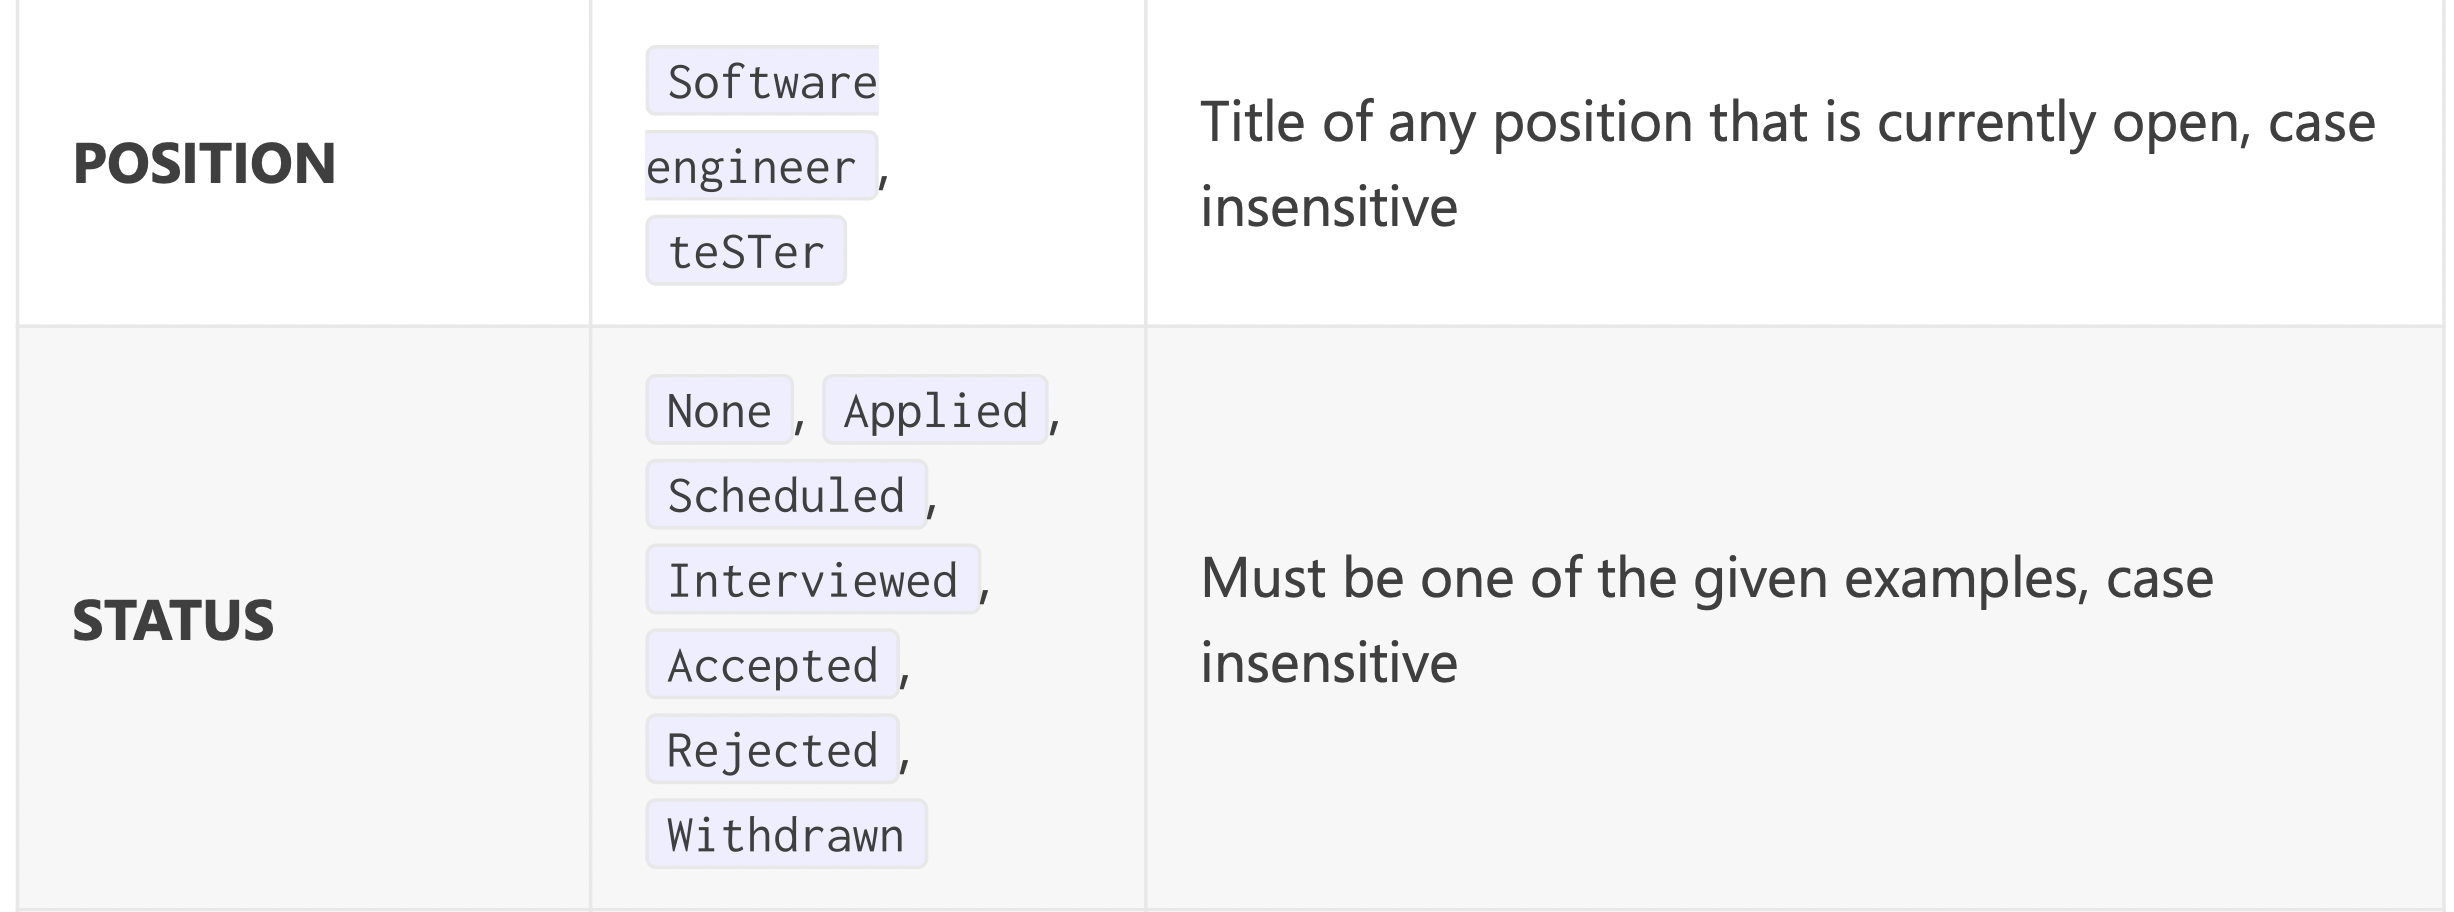 POSITION
Software
engineer,
teSTer
Title of any position that is currently open, case
insensitive
STATUS
None, Applied,
Scheduled,
Interviewed,
Accepted,
Rejected,
Withdrawn
Must be one of the given examples, case
insensitive